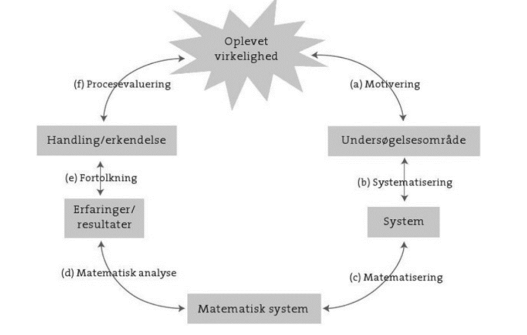 Oplevet
virkelighed
(f) Procesevaluering
(a) Motivering
Handling/erkendelse
Undersøgelsesområde
(e) Fortolkning
(b) Systematisering
Erfaringer/
resultater
System
(d) Matematisk analyse
(c) Matematisering
Matematisk system